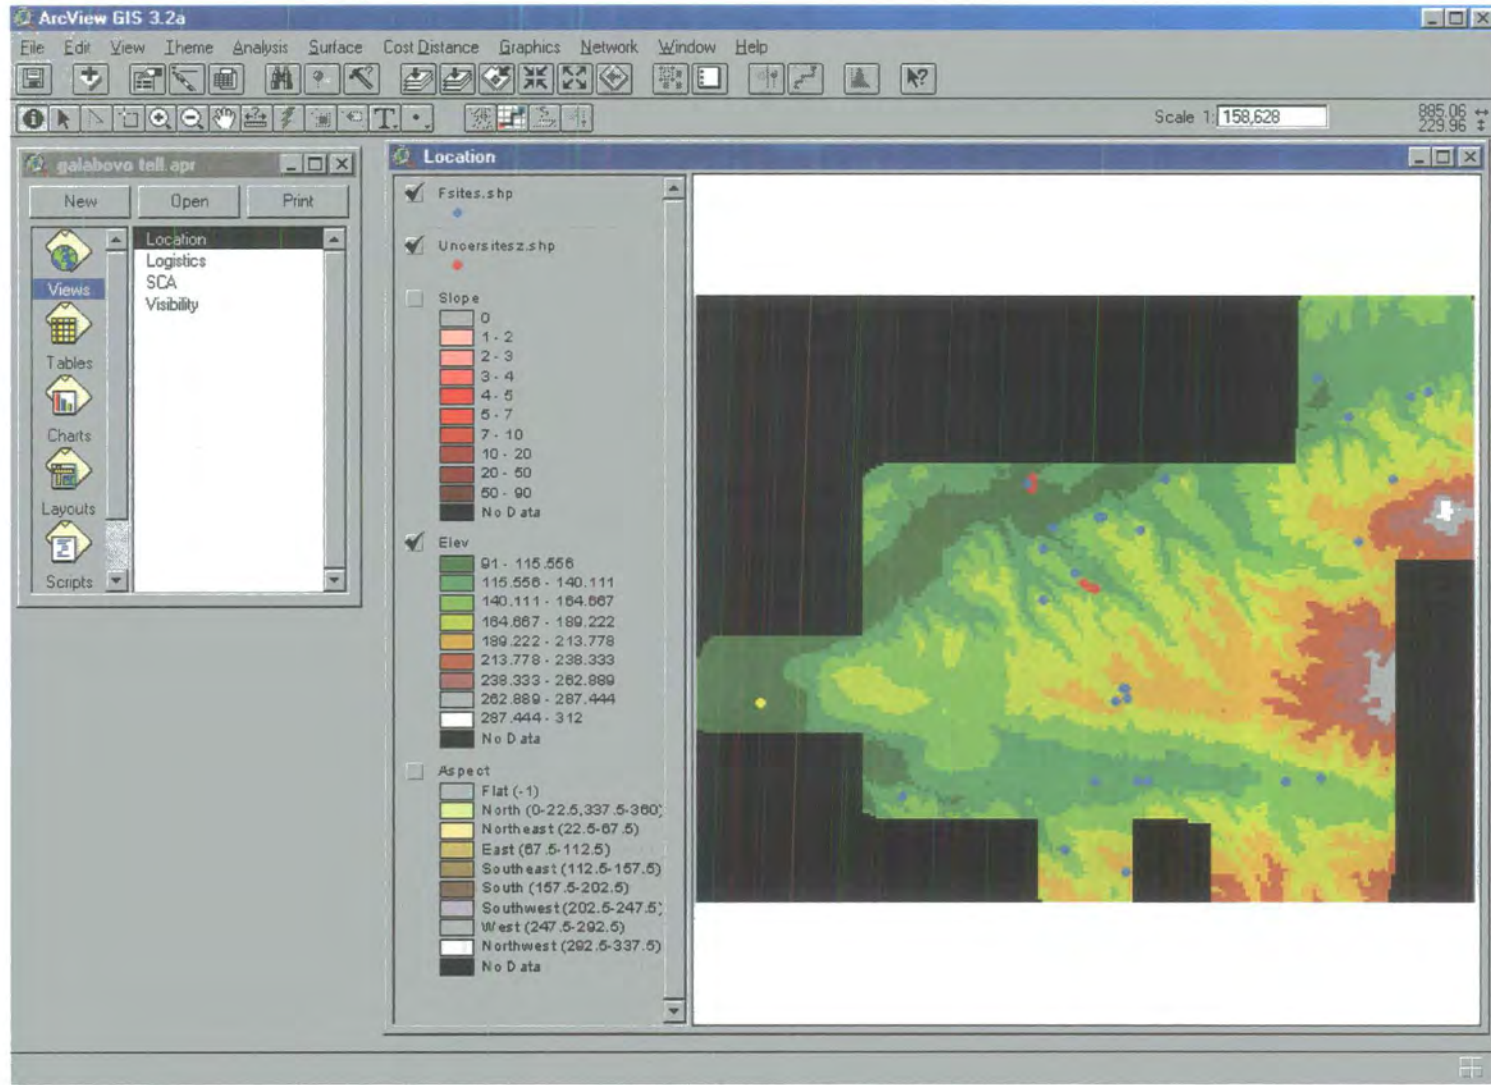 ArcView GIS 3.2a
File Edit View Theme Analysis Surface Cost Distance Graphics Network Window Help
Scale 1: 158,628
885.06
229.96
galabovo tell.apr
New Open Print
Views
Tables
Charts
Layouts
Scripts
Location
Logistics
SCA
Visibility
Location
Fsites.shp
Uncersitesz.shp
Slope
0
1 - 2
2 - 3
3 - 4
4 - 5
5 - 7
7 - 10
10 - 20
20 - 50
50 - 90
No Data
Elev
91 - 115.556
115.556 - 140.111
140.111 - 164.667
164.667 - 189.222
189.222 - 213.778
213.778 - 238.333
238.333 - 262.889
262.889 - 287.444
287.444 - 312
No Data
Aspect
Flat (-1)
North (0-22.5,337.5-360)
Northeast (22.5-67.5)
East (67.5-112.5)
Southeast (112.5-157.5)
South (157.5-202.5)
Southwest (202.5-247.5)
West (247.5-292.5)
Northwest (292.5-337.5)
No Data